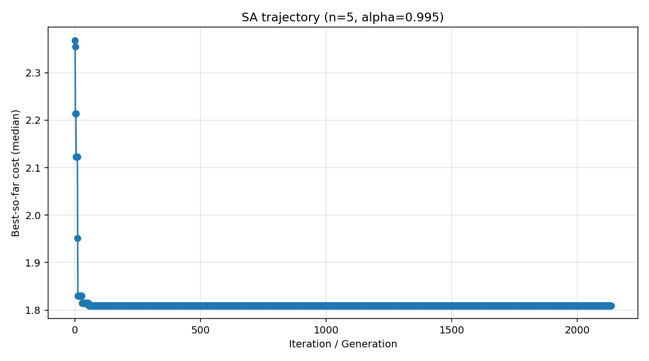 SA trajectory (n=5, alpha=0.995)
Best-so-far cost (median)
2.3
2.2
2.1
2.0
1.9
1.8
0 500 1000 1500 2000
Iteration / Generation